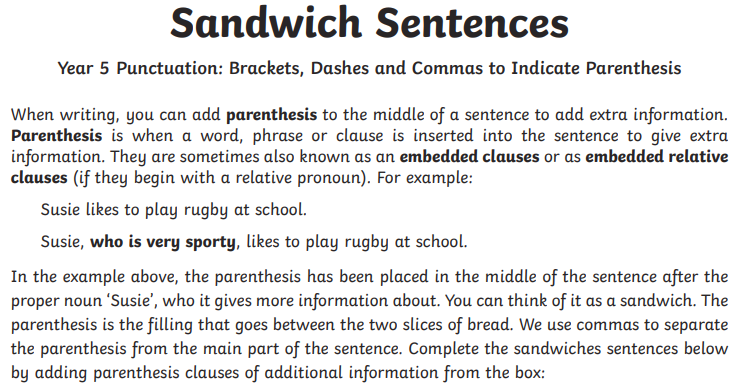 Sandwich Sentences
Year 5 Punctuation: Brackets, Dashes and Commas to Indicate Parenthesis
When writing, you can add parenthesis to the middle of a sentence to add extra information.
Parenthesis is when a word, phrase or clause is inserted into the sentence to give extra
information. They are sometimes also known as an embedded clauses or as embedded relative
clauses (if they begin with a relative pronoun). For example:
Susie likes to play rugby at school.
Susie, who is very sporty, likes to play rugby at school.
In the example above, the parenthesis has been placed in the middle of the sentence after the
proper noun ‘Susie’, who it gives more information about. You can think of it as a sandwich. The
parenthesis is the filling that goes between the two slices of bread. We use commas to separate
the parenthesis from the main part of the sentence. Complete the sandwiches sentences below
by adding parenthesis clauses of additional information from the box: